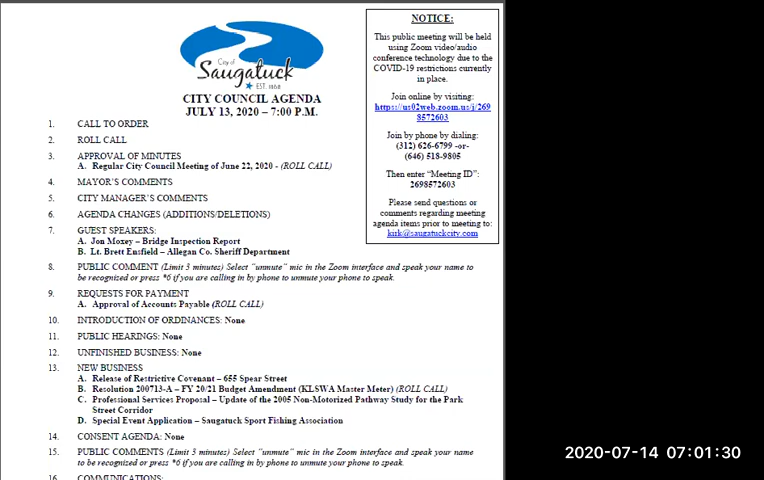 City of
Saugatuck
EST. 1868
CITY COUNCIL AGENDA
JULY 13, 2020 – 7:00 P.M.
NOTICE:
This public meeting will be held
using Zoom video/audio
conference technology due to the
COVID-19 restrictions currently
in place.
Join online by visiting:
https://us02web.zoom.us/j/269
8572603
Join by phone by dialing:
(312) 626-6799 -or-
(646) 518-9805
Then enter “Meeting ID”:
2698572603
Please send questions or
comments regarding meeting
agenda items prior to meeting to:
kirk@saugatuckcity.com
1. CALL TO ORDER
2. ROLL CALL
3. APPROVAL OF MINUTES
A. Regular City Council Meeting of June 22, 2020 - (ROLL CALL)
4. MAYOR’S COMMENTS
5. CITY MANAGER’S COMMENTS
6. AGENDA CHANGES (ADDITIONS/DELETIONS)
7. GUEST SPEAKERS:
A. Jon Moxey – Bridge Inspection Report
B. Lt. Brett Ensfield – Allegan Co. Sheriff Department
8. PUBLIC COMMENT (Limit 3 minutes) Select “unmute” mic in the Zoom interface and speak your name to
be recognized or press *6 if you are calling in by phone to unmute your phone to speak.
9. REQUESTS FOR PAYMENT
A. Approval of Accounts Payable (ROLL CALL)
10. INTRODUCTION OF ORDINANCES: None
11. PUBLIC HEARINGS: None
12. UNFINISHED BUSINESS: None
13. NEW BUSINESS
A. Release of Restrictive Covenant – 655 Spear Street
B. Resolution 200713-A – FY 20/21 Budget Amendment (KLSWA Master Meter) (ROLL CALL)
C. Professional Services Proposal – Update of the 2005 Non-Motorized Pathway Study for the Park
Street Corridor
D. Special Event Application – Saugatuck Sport Fishing Association
14. CONSENT AGENDA: None
15. PUBLIC COMMENTS (Limit 3 minutes) Select “unmute” mic in the Zoom interface and speak your name
to be recognized or press *6 if you are calling in by phone to unmute your phone to speak.
16. COMMUNICATIONS:
2020-07-14 07:01:30